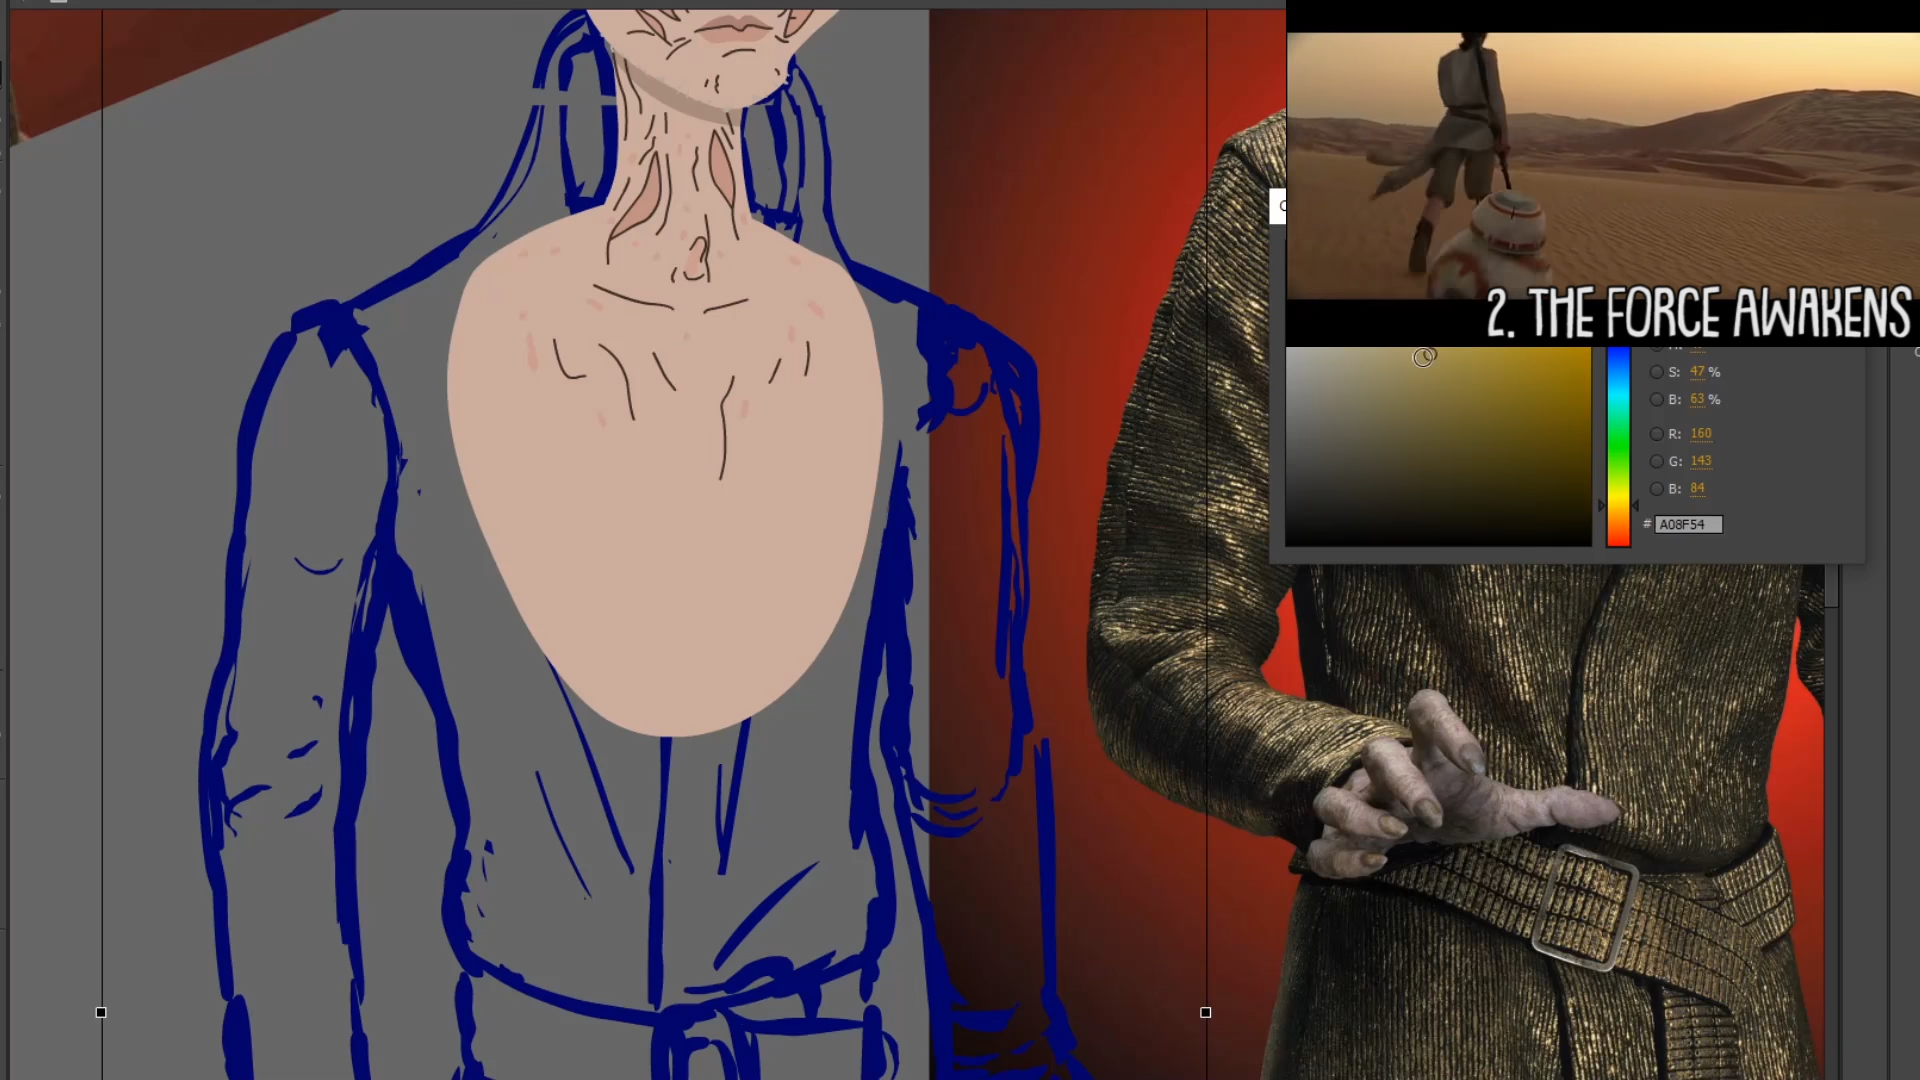 2. THE FORCE AWAKENS
S: 47 %
B: 63 %
R: 160
G: 143
B: 84
# A08F54